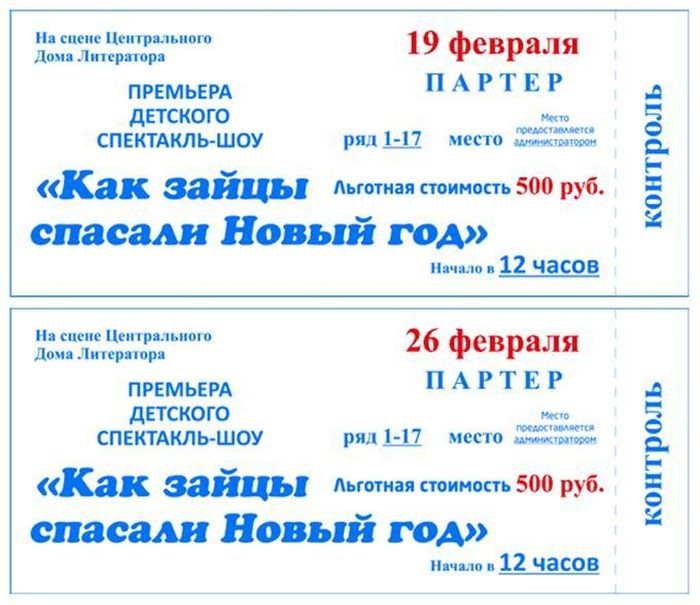 На сцене Центрального
Дома Литератора
ПРЕМЬЕРА
ДЕТСКОГО
СПЕКТАКЛЬ-ШОУ
«Как зайцы
спасали Новый год»
19 февраля
ПАРТЕР
ряд 1-17 место
Место
предоставляется
администратором
Льготная стоимость 500 руб.
Начало в 12 часов
контроль
На сцене Центрального
Дома Литератора
ПРЕМЬЕРА
ДЕТСКОГО
СПЕКТАКЛЬ-ШОУ
«Как зайцы
спасали Новый год»
26 февраля
ПАРТЕР
ряд 1-17 место
Место
предоставляется
администратором
Льготная стоимость 500 руб.
Начало в 12 часов
контроль